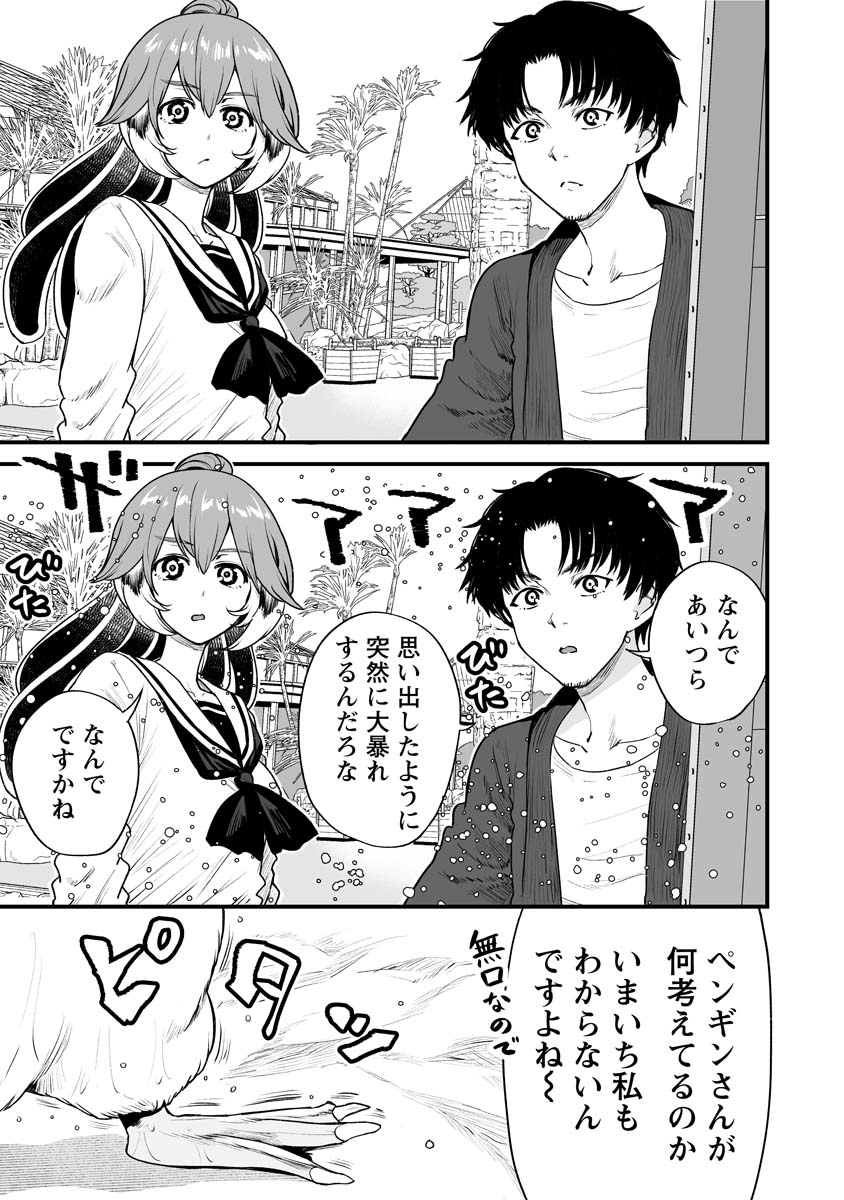 ザ
ァ
ァ
ァ
びた
びた
なんで
あいつら
思い出したように
突然に大暴れ
するんだろな
なんで
ですかね
ペンギンさんが
何考えてるのか
いまいち私も
わからないん
ですよね〜
無口なので
ピタッ